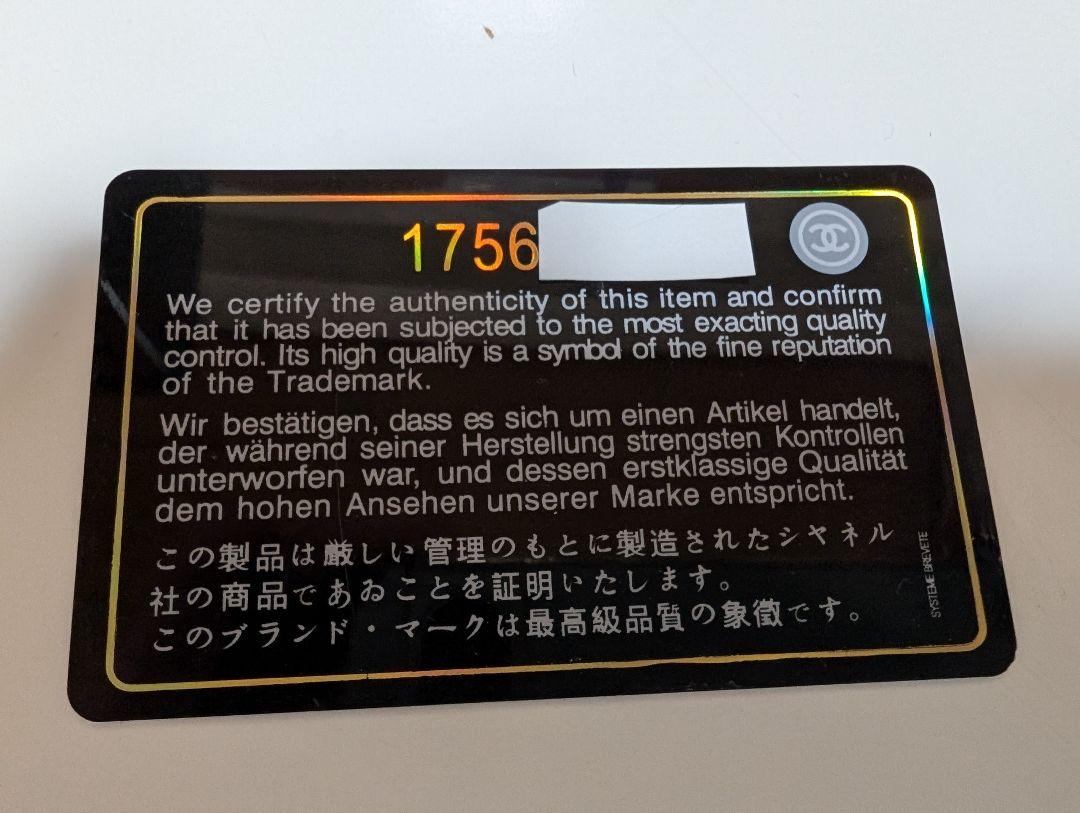 1756
We certify the authenticity of this item and confirm
that it has been subjected to the most exacting quality
control. Its high quality is a symbol of the fine reputation
of the Trademark.
Wir bestätigen, dass es sich um einen Artikel handelt,
der während seiner Herstellung strengsten Kontrollen
unterworfen war, und dessen erstklassige Qualität
dem hohen Ansehen unserer Marke entspricht.
この製品は厳しい管理のもとに製造されたシヤネル
社の商品であゐことを証明いたします。
このブランド・マークは最高級品質の象徴です。
SYSTEME BREVETE